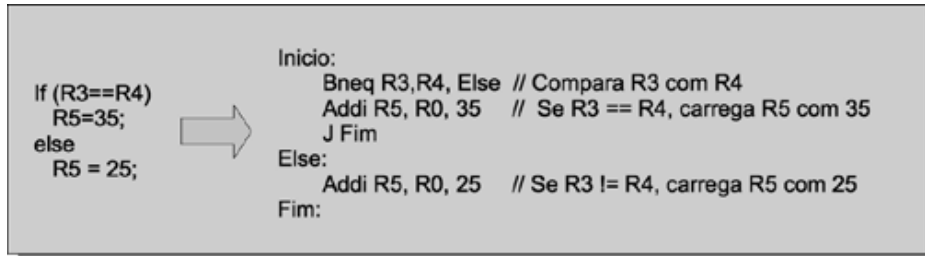 If (R3==R4)
R5=35;
else
R5 = 25;
Inicio:
Bneq R3,R4, Else // Compara R3 com R4
Addi R5, R0, 35 // Se R3 == R4, carrega R5 com 35
J Fim
Else:
Addi R5, R0, 25 // Se R3 != R4, carrega R5 com 25
Fim: